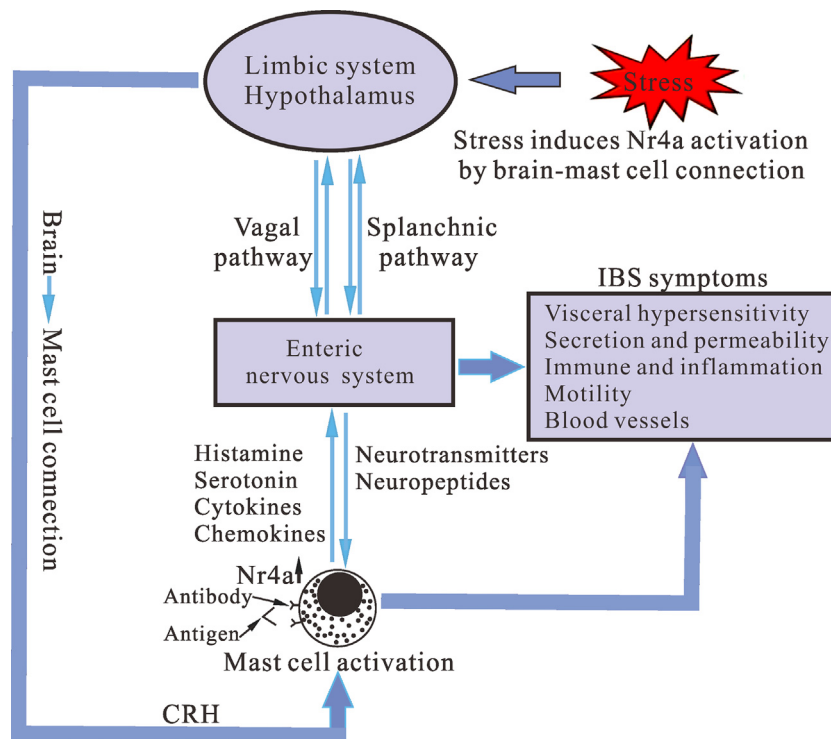 Limbic system
Hypothalamus
Stress
Stress induces Nr4a activation
by brain-mast cell connection
Brain
Mast cell connection
Vagal
pathway
Splanchnic
pathway
Enteric
nervous system
IBS symptoms
Visceral hypersensitivity
Secretion and permeability
Immune and inflammation
Motility
Blood vessels
Histamine
Serotonin
Cytokines
Chemokines
Neurotransmitters
Neuropeptides
Nr4a
Antibody
Antigen
Mast cell activation
CRH